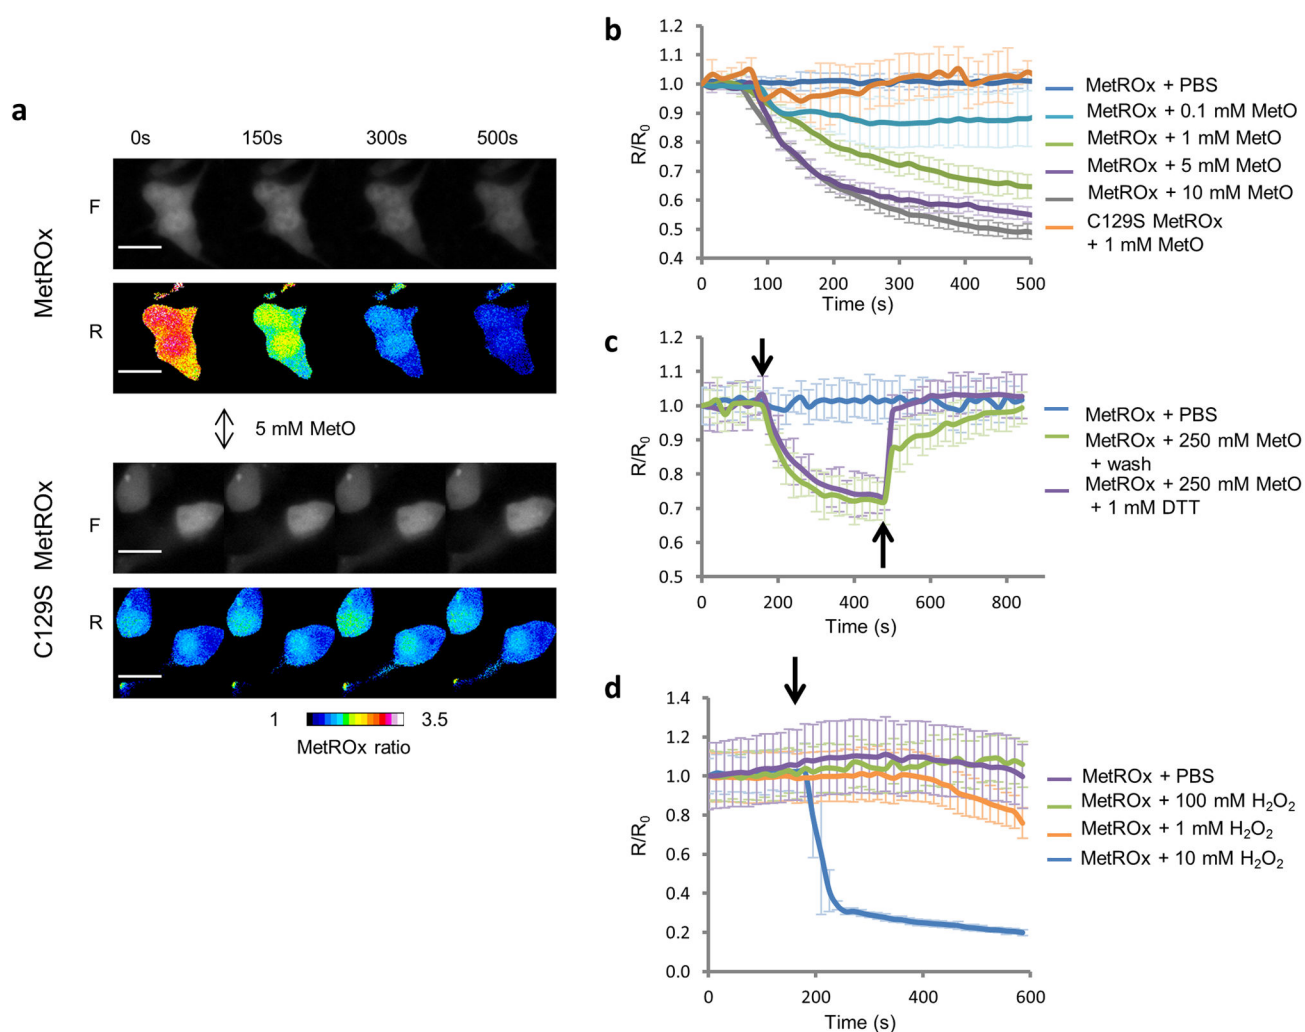 a
0s 150s 300s 500s
MetROx
F
R
5 mM MetO
C129S MetROx
F
R
1 3.5
MetROx ratio
b
1.2
1.1
1.0
0.9
0.8
0.7
0.6
0.5
0.4
R/R0
0 100 200 300 400 500
Time (s)
MetROx + PBS
MetROx + 0.1 mM MetO
MetROx + 1 mM MetO
MetROx + 5 mM MetO
MetROx + 10 mM MetO
C129S MetROx
+ 1 mM MetO
c
1.2
1.1
1.0
0.9
0.8
0.7
0.6
0.5
R/R0
0 200 400 600 800
Time (s)
MetROx + PBS
MetROx + 250 mM MetO
+ wash
MetROx + 250 mM MetO
+ 1 mM DTT
d
1.4
1.2
1.0
0.8
0.6
0.4
0.2
0.0
R/R0
0 200 400 600
Time (s)
MetROx + PBS
MetROx + 100 mM H2O2
MetROx + 1 mM H2O2
MetROx + 10 mM H2O2